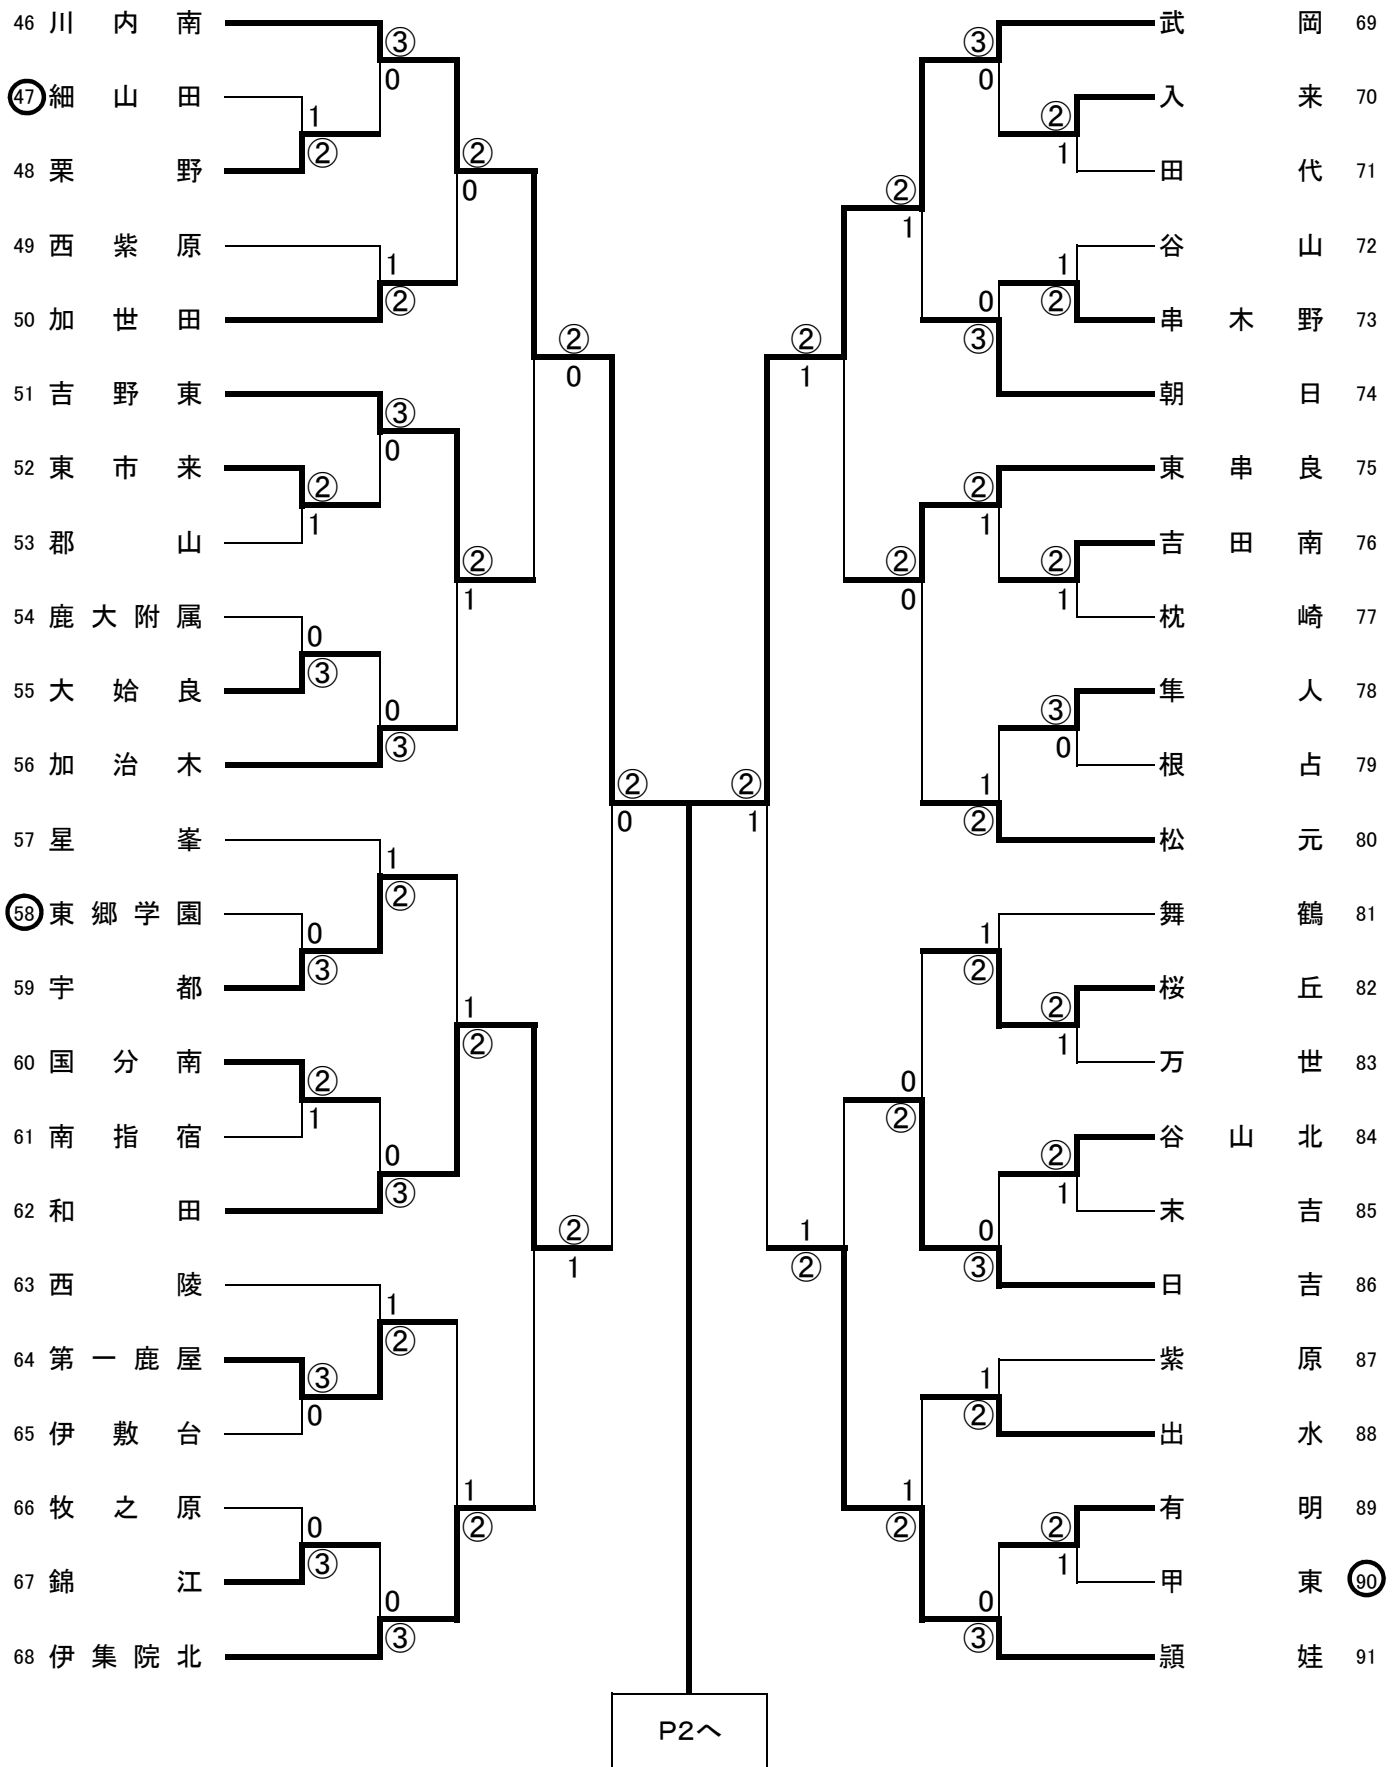 46 川内南
③
0
㊼ 細山田
1
②
48 栗野
②
0
49 西紫原
1
②
50 加世田
②
0
51 吉野東
③
0
52 東市来
②
1
53 郡山
②
1
54 鹿大附属
0
③
55 大姶良
0
③
56 加治木
②
0
57 星峯
1
②
58 東郷学園
0
③
59 宇都
1
②
60 国分南
②
1
61 南指宿
0
③
62 和田
②
1
63 西陵
1
②
64 第一鹿屋
③
0
65 伊敷台
1
②
66 牧之原
0
③
67 錦江
0
③
68 伊集院北
武岡 69
③
0
入来 70
②
1
田代 71
②
1
谷山 72
1
②
串木野 73
0
③
朝日 74
②
1
東串良 75
②
1
吉田南 76
②
1
枕崎 77
②
0
隼人 78
③
0
根占 79
1
②
松元 80
②
1
舞鶴 81
1
②
桜丘 82
②
1
万世 83
0
②
谷山北 84
②
1
末吉 85
0
③
日吉 86
1
②
紫原 87
1
②
出水 88
1
②
有明 89
②
1
甲東 90
0
③
頴娃 91
P2へ